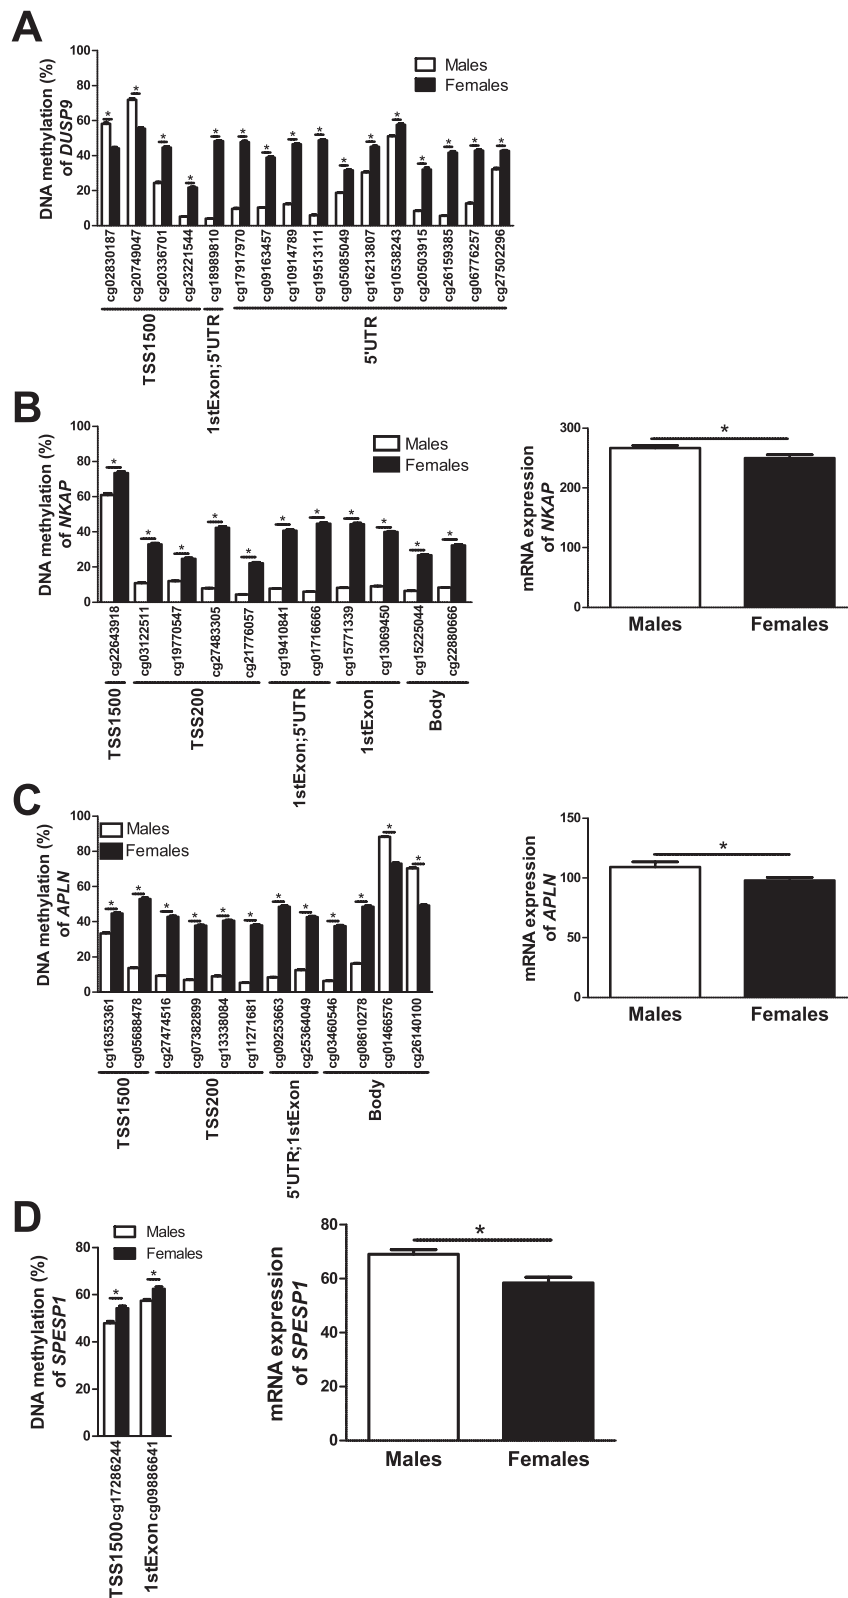 A
DNA methylation (%)
of DUSP9
100
80
60
40
20
0
Males
Females
* * * * * * * * * * * * * * * *
cg02830187
cg20749047
cg20336701
cg23221544
cg18989810
cg17917970
cg09163457
cg10914789
cg19513111
cg05085049
cg16213807
cg10538243
cg20503915
cg26159385
cg06776257
cg27502296
TSS1500
1stExon;5'UTR
5'UTR
B
DNA methylation (%)
of NKAP
100
80
60
40
20
0
Males
Females
* * * * * * * * * * *
cg22643918
cg03122511
cg19770547
cg27483305
cg21776057
cg19410841
cg01716666
cg15771339
cg13069450
cg15225044
cg22880666
TSS1500
TSS200
1stExon;5'UTR
1stExon
Body
mRNA expression
of NKAP
300
200
100
0
*
Males
Females
C
DNA methylation (%)
of APLN
100
80
60
40
20
0
Males
Females
* * * * * * * * * * * *
cg16353361
cg05688478
cg27474516
cg07382899
cg13338084
cg11271681
cg09253663
cg25364049
cg03460546
cg08610278
cg01466576
cg26140100
TSS1500
TSS200
5'UTR;1stExon
Body
mRNA expression
of APLN
150
100
50
0
*
Males
Females
D
DNA methylation (%)
of SPESP1
80
60
40
20
0
Males
Females
* *
cg17286244
cg09886641
TSS1500
1stExon
mRNA expression
of SPESP1
80
60
40
20
0
*
Males
Females